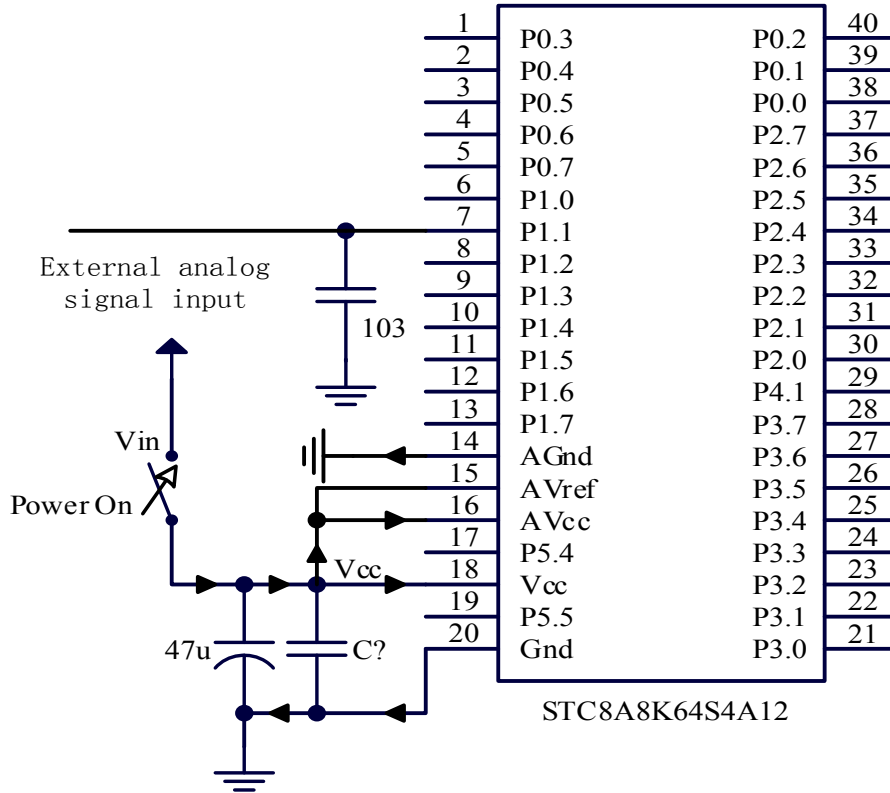 1 P0.3 P0.2 40
2 P0.4 P0.1 39
3 P0.5 P0.0 38
4 P0.6 P2.7 37
5 P0.7 P2.6 36
6 P1.0 P2.5 35
7 P1.1 P2.4 34
8 P1.2 P2.3 33
9 P1.3 P2.2 32
10 P1.4 P2.1 31
11 P1.5 P2.0 30
12 P1.6 P4.1 29
13 P1.7 P3.7 28
14 AGnd P3.6 27
15 AVref P3.5 26
16 AVcc P3.4 25
17 P5.4 P3.3 24
18 Vcc P3.2 23
19 P5.5 P3.1 22
20 Gnd P3.0 21
External analog
signal input
103
Vin
Power On
Vcc
47u
C?
STC8A8K64S4A12